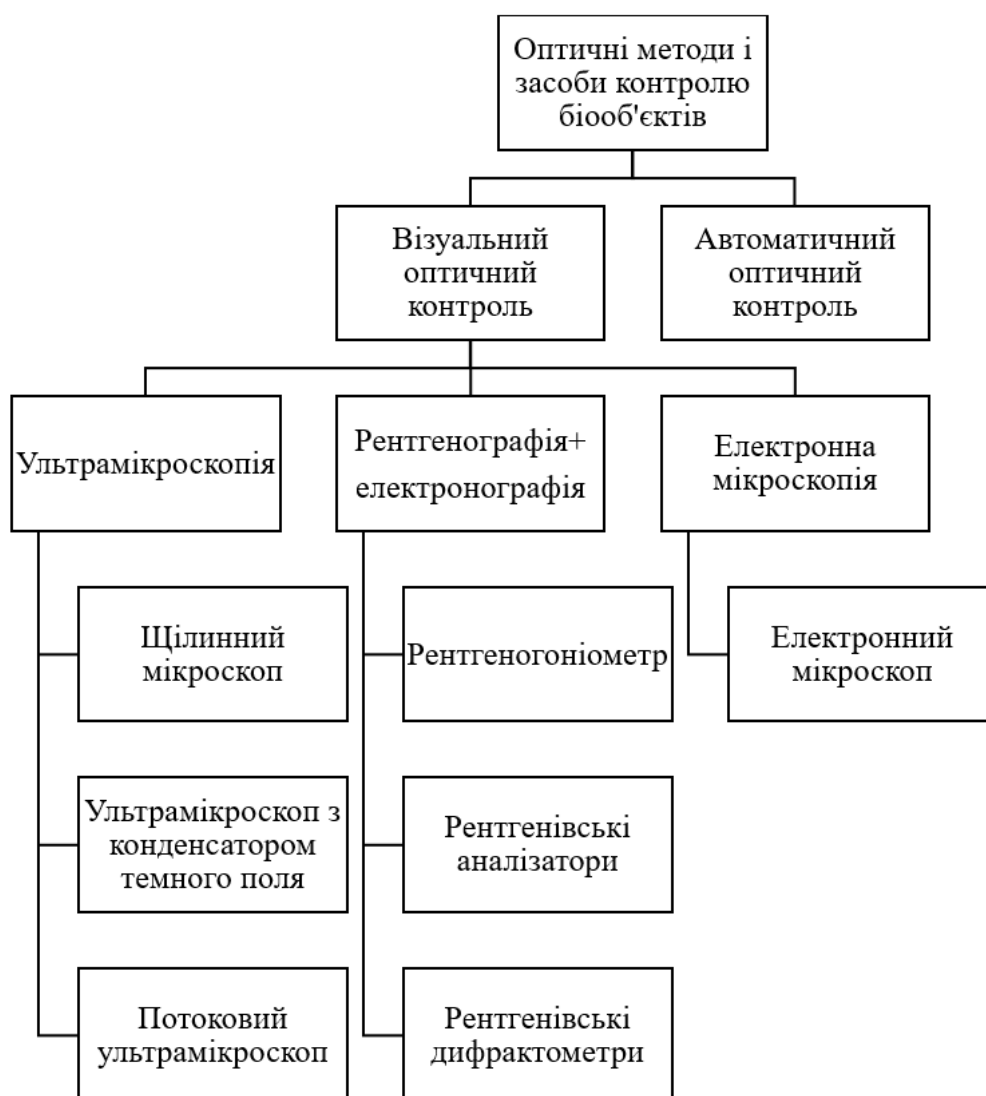 Оптичні методи і
засоби контролю
біооб'єктів
Візуальний
оптичний
контроль
Автоматичний
оптичний
контроль
Ультрамікроскопія
Рентгенографія+
електронографія
Електронна
мікроскопія
Щілинний
мікроскоп
Рентгеногоніометр
Електронний
мікроскоп
Ультрамікроскоп з
конденсатором
темного поля
Рентгенівські
аналізатори
Потоковий
ультрамікроскоп
Рентгенівські
дифрактометри